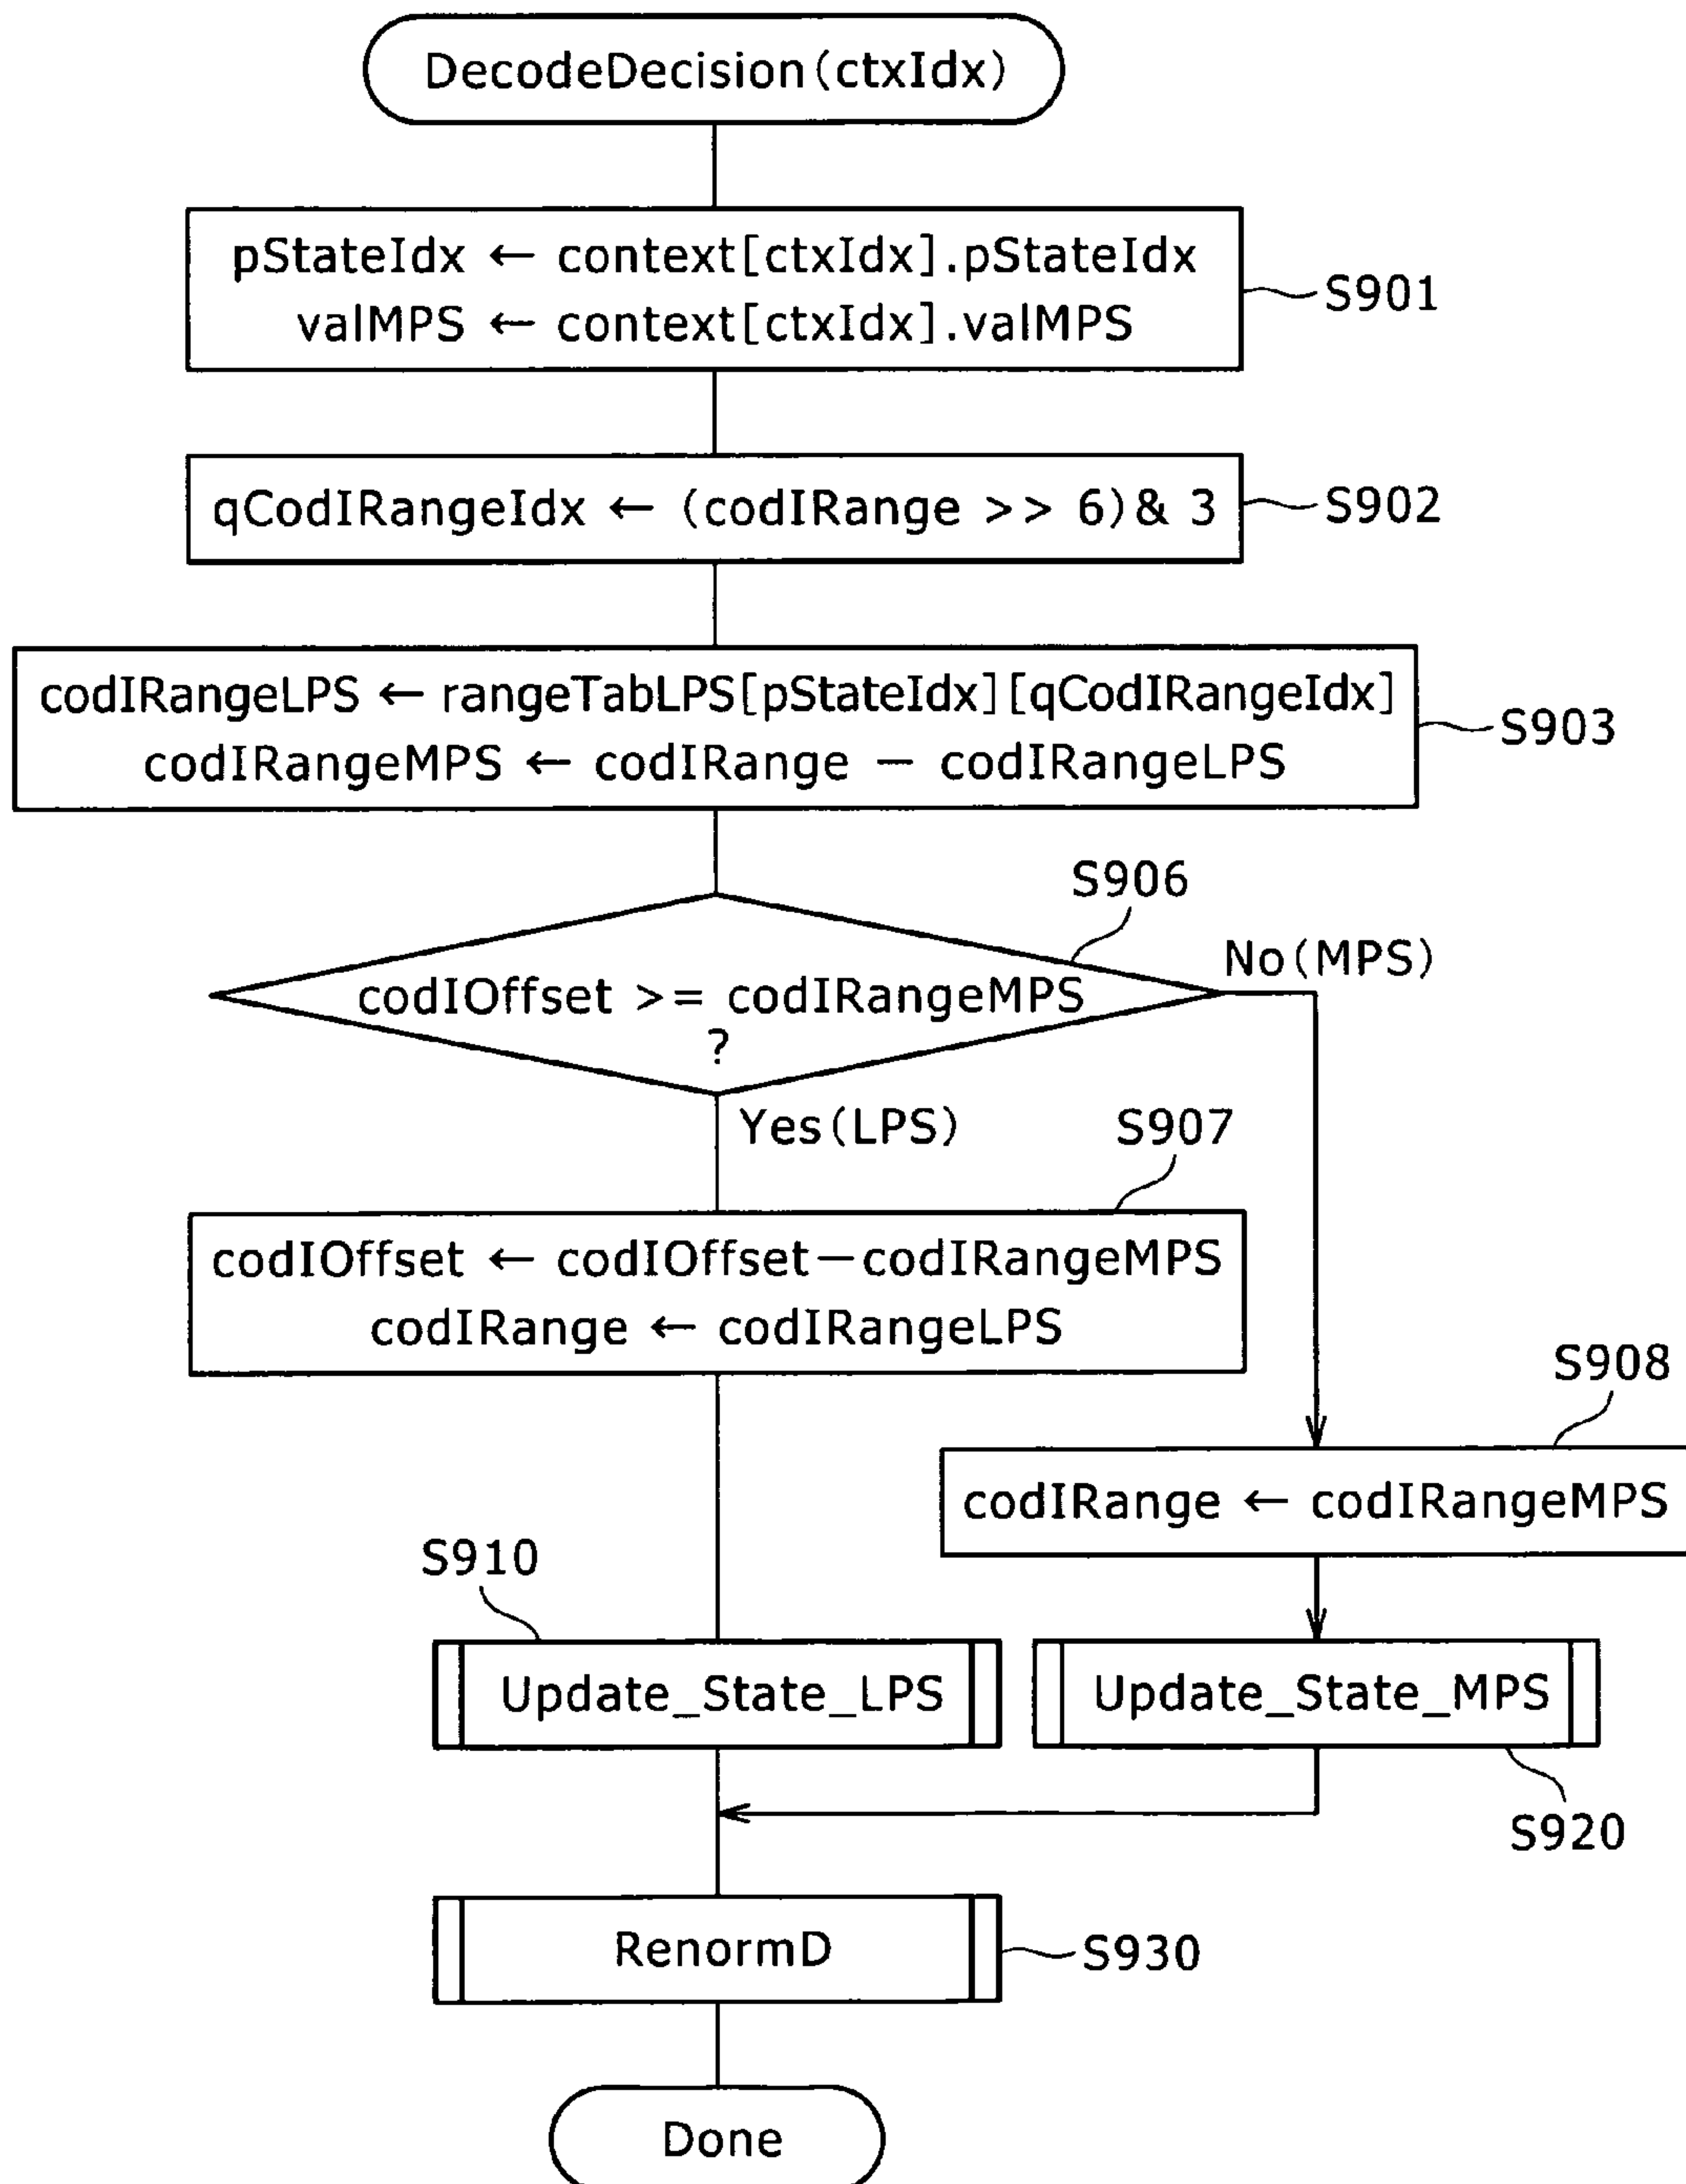 DecodeDecision(ctxIdx)
pStateIdx ← context[ctxIdx].pStateIdx
valMPS ← context[ctxIdx].valMPS
S901
qCodIRangeIdx ← (codIRange >> 6)& 3
S902
codIRangeLPS ← rangeTabLPS[pStateIdx][qCodIRangeIdx]
codIRangeMPS ← codIRange − codIRangeLPS
S903
S906
codIOffset >= codIRangeMPS
?
No(MPS)
Yes(LPS)
S907
codIOffset ← codIOffset−codIRangeMPS
codIRange ← codIRangeLPS
S908
codIRange ← codIRangeMPS
S910
Update_State_LPS
Update_State_MPS
S920
RenormD
S930
Done